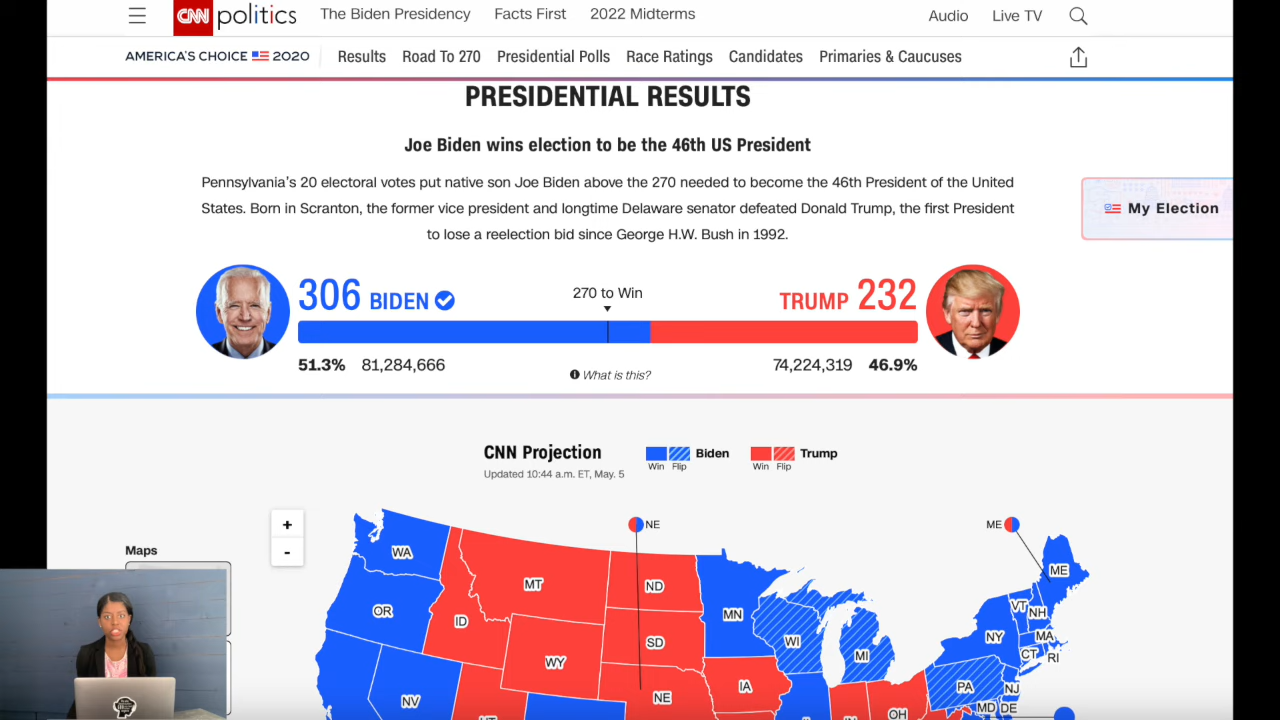 CNN politics The Biden Presidency Facts First 2022 Midterms Audio Live TV
AMERICA'S CHOICE 2020 Results Road To 270 Presidential Polls Race Ratings Candidates Primaries & Caucuses
PRESIDENTIAL RESULTS
Joe Biden wins election to be the 46th US President
Pennsylvania's 20 electoral votes put native son Joe Biden above the 270 needed to become the 46th President of the United
States. Born in Scranton, the former vice president and longtime Delaware senator defeated Donald Trump, the first President
to lose a reelection bid since George H.W. Bush in 1992.
My Election
306 BIDEN
270 to Win
TRUMP 232
51.3% 81,284,666
What is this?
74,224,319 46.9%
CNN Projection
Updated 10:44 a.m. ET, May. 5
Biden
Win Flip
Trump
Win Flip
+
-
Maps
NE
ME
WA
MT
ND
ME
OR
ID
MN
VT
NH
SD
WI
NY
MA
WY
MI
CT
RI
NV
NE
IA
PA
NJ
MD
DE
OH